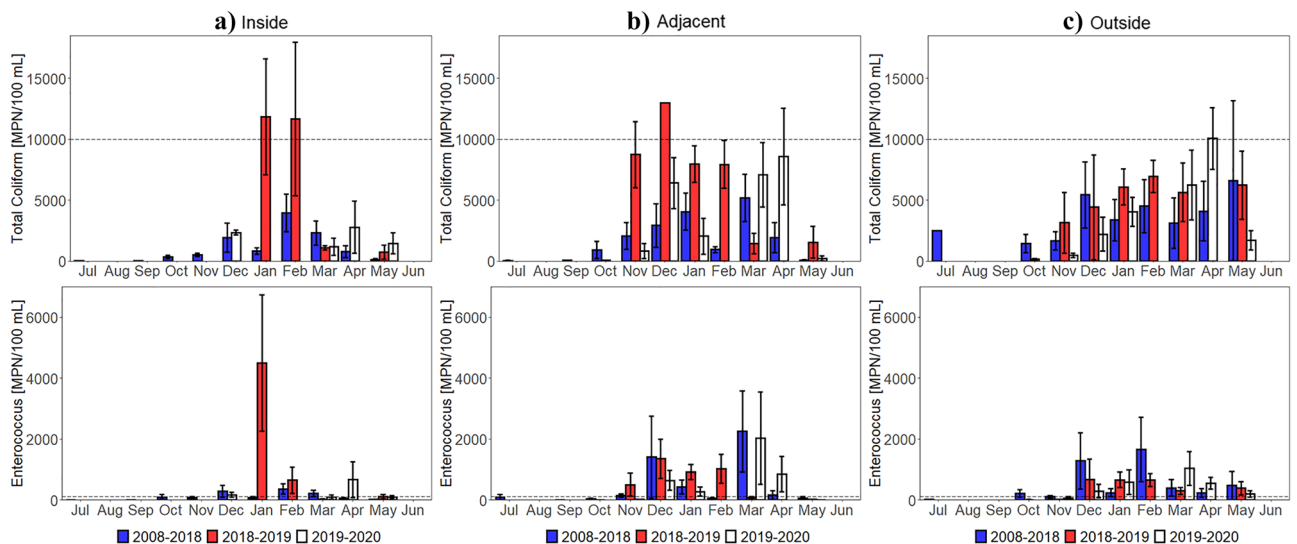 a) Inside
b) Adjacent
c) Outside
Total Coliform [MPN/100 mL]
15000
10000
5000
0
Jul Aug Sep Oct Nov Dec Jan Feb Mar Apr May Jun
Total Coliform [MPN/100 mL]
15000
10000
5000
0
Jul Aug Sep Oct Nov Dec Jan Feb Mar Apr May Jun
Total Coliform [MPN/100 mL]
15000
10000
5000
0
Jul Aug Sep Oct Nov Dec Jan Feb Mar Apr May Jun
Enterococcus [MPN/100 mL]
6000
4000
2000
0
Jul Aug Sep Oct Nov Dec Jan Feb Mar Apr May Jun
2008-2018 2018-2019 2019-2020
Enterococcus [MPN/100 mL]
6000
4000
2000
0
Jul Aug Sep Oct Nov Dec Jan Feb Mar Apr May Jun
2008-2018 2018-2019 2019-2020
Enterococcus [MPN/100 mL]
6000
4000
2000
0
Jul Aug Sep Oct Nov Dec Jan Feb Mar Apr May Jun
2008-2018 2018-2019 2019-2020